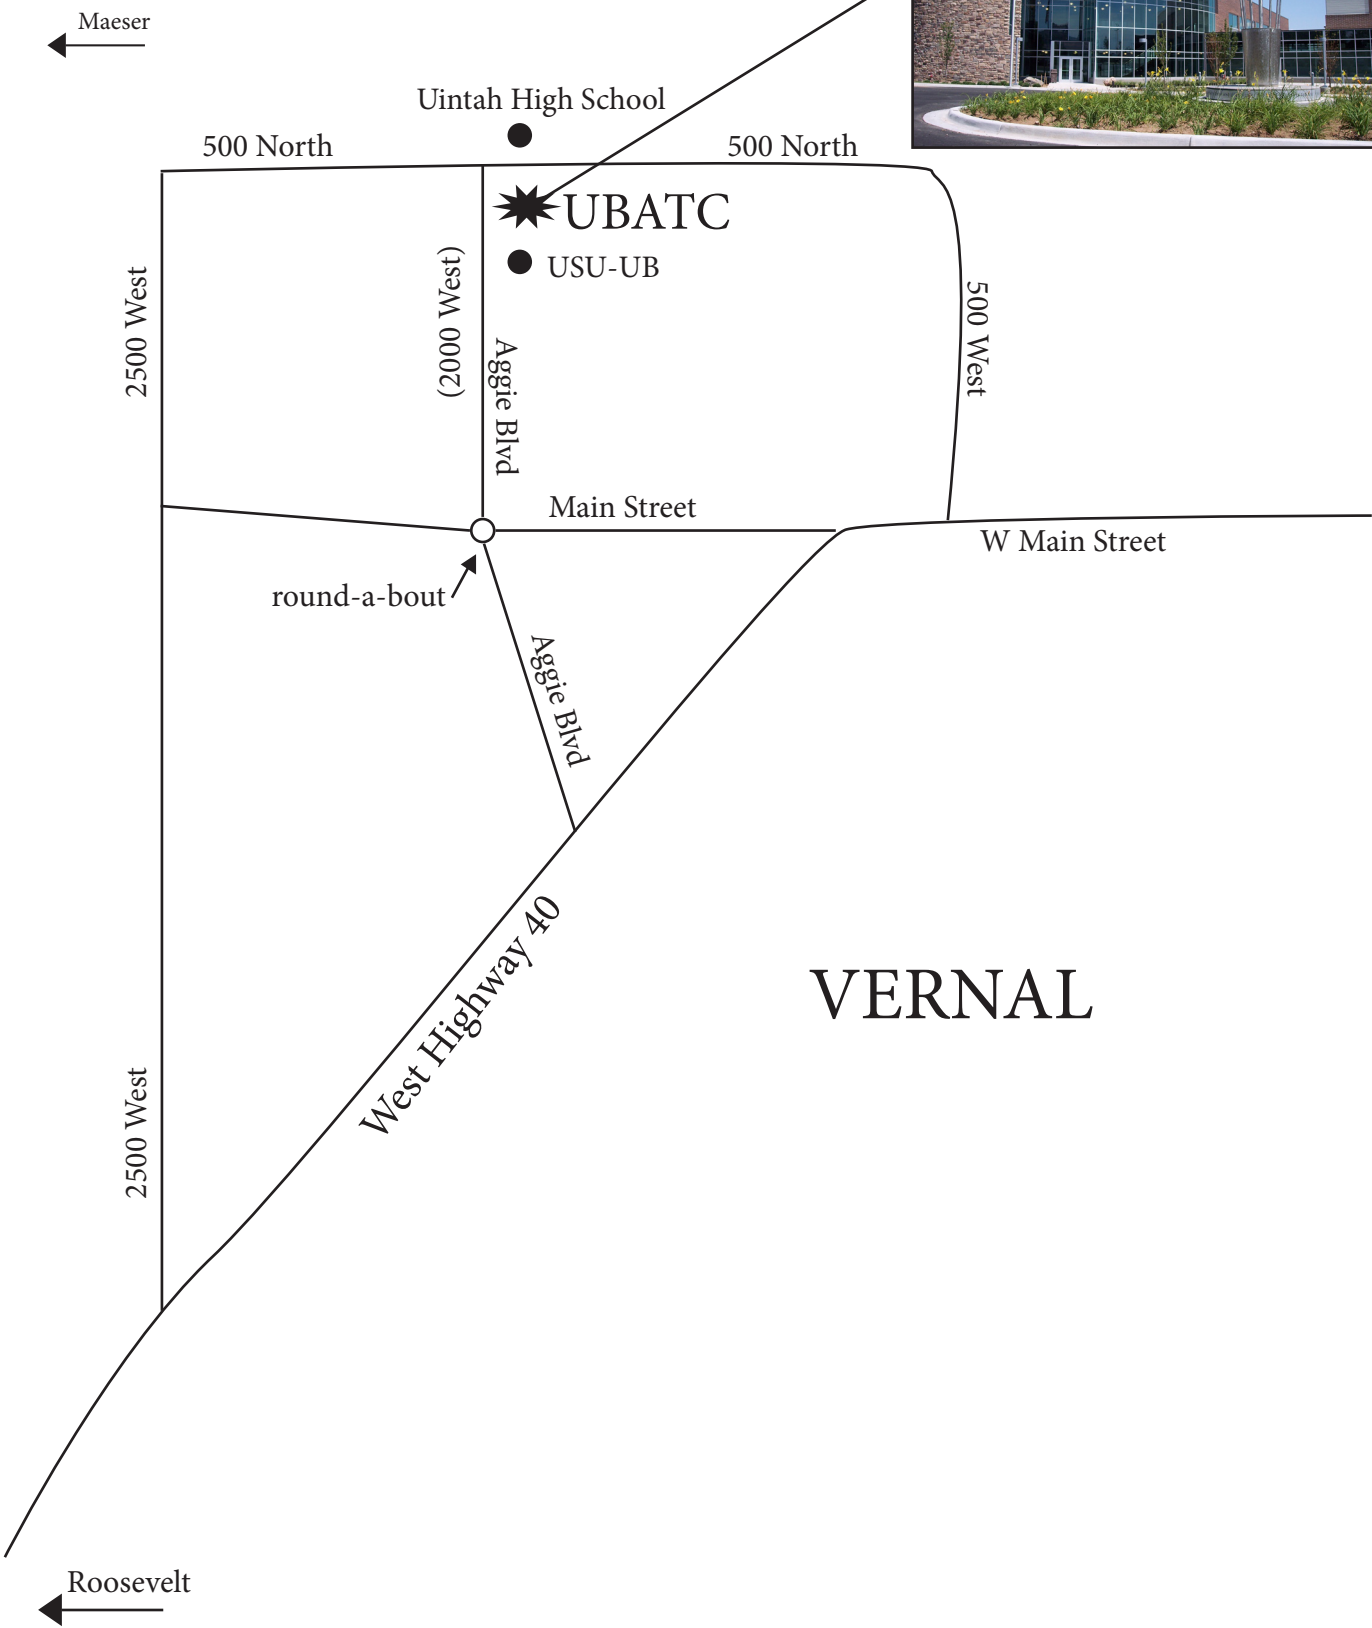 Maeser
Uintah High School
500 North
500 North
UBATC
USU-UB
2500 West
(2000 West)
Aggie Blvd
500 West
Main Street
W Main Street
round-a-bout
Aggie Blvd
West Highway 40
VERNAL
2500 West
Roosevelt